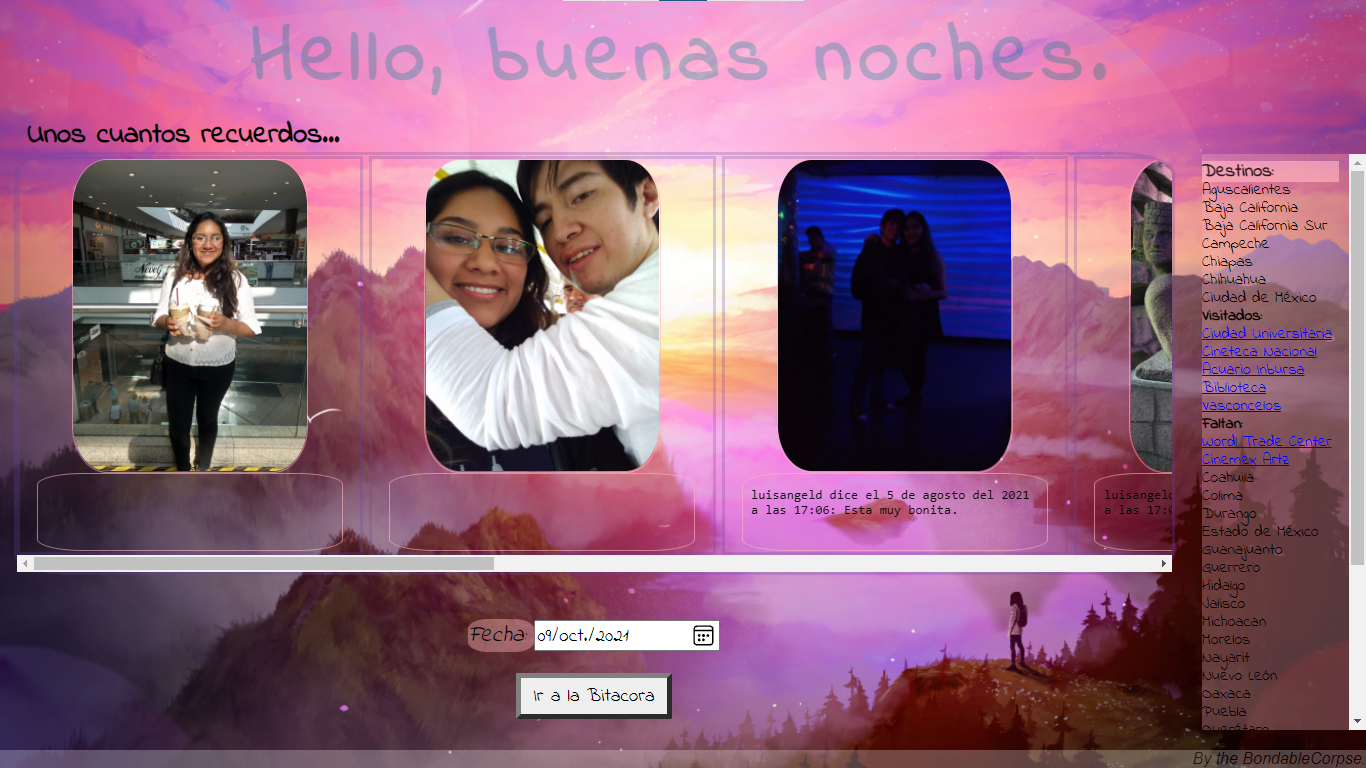 Hello, buenas noches.
Unos cuantos recuerdos...
Nevef
luisangeld dice el 5 de agosto del 2021
a las 17:06: Esta muy bonita.
luisangeld
a las 17:0
Destinos:
Aguscalientes
Baja California
Baja California Sur
Campeche
Chiapas
Chihuahua
Ciudad de México
Visitados:
Ciudad Universitaria
Cineteca Nacional
Acuario Inbursa
Biblioteca
Vasconcelos
Faltan:
Wordl Trade Center
Cinemex Artz
Coahuila
Colima
Durango
Estado de México
Guanajuanto
Guerrero
Hidalgo
Jalisco
Michoacan
Morelos
Nayarit
Nuevo León
Oaxaca
Puebla
Querétaro
Fecha:
09/oct./2021
Ir a la Bitacora
By the BondableCorpse.